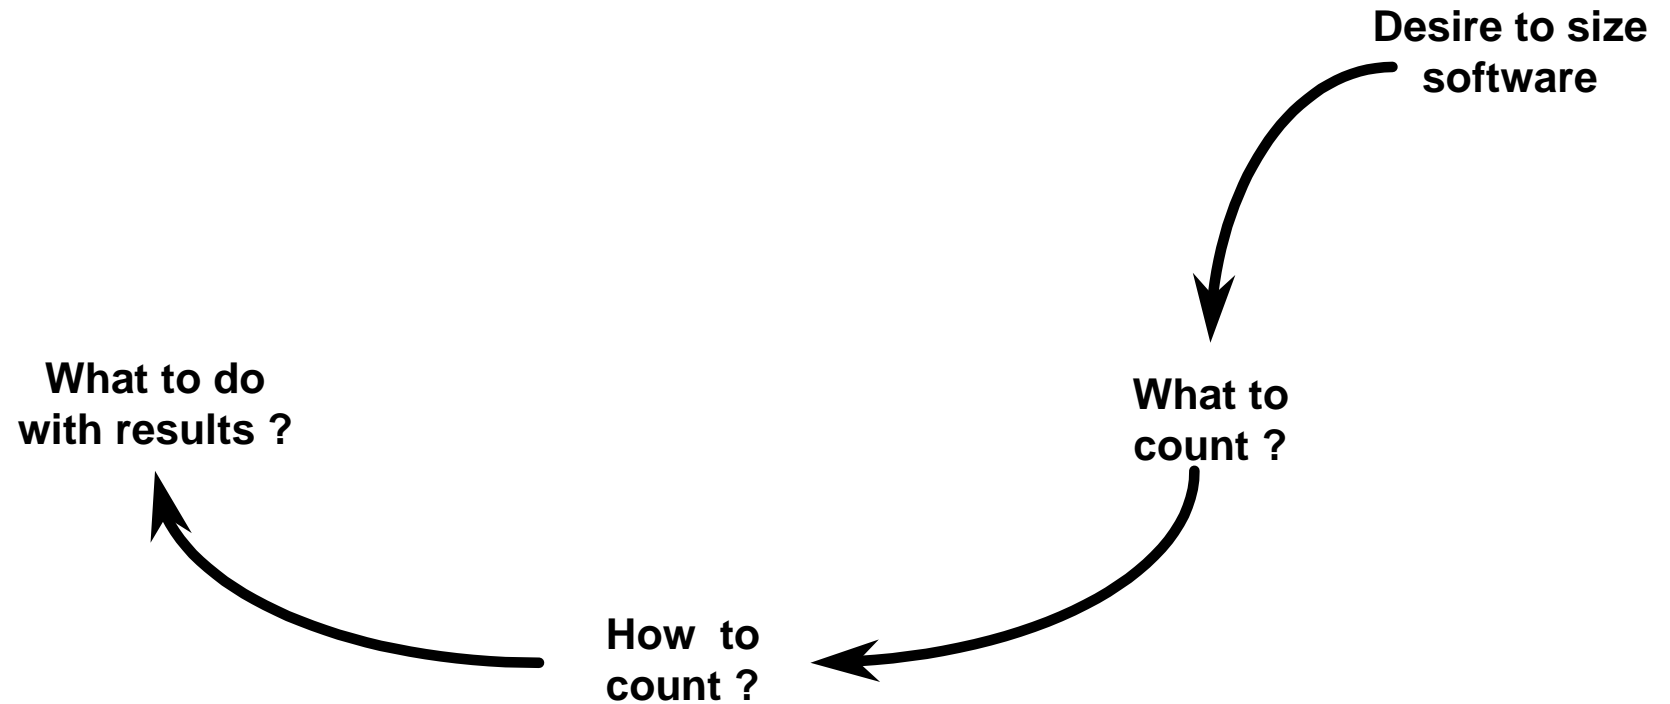 Desire to size
software
What to
count ?
How to
count ?
What to do
with results ?